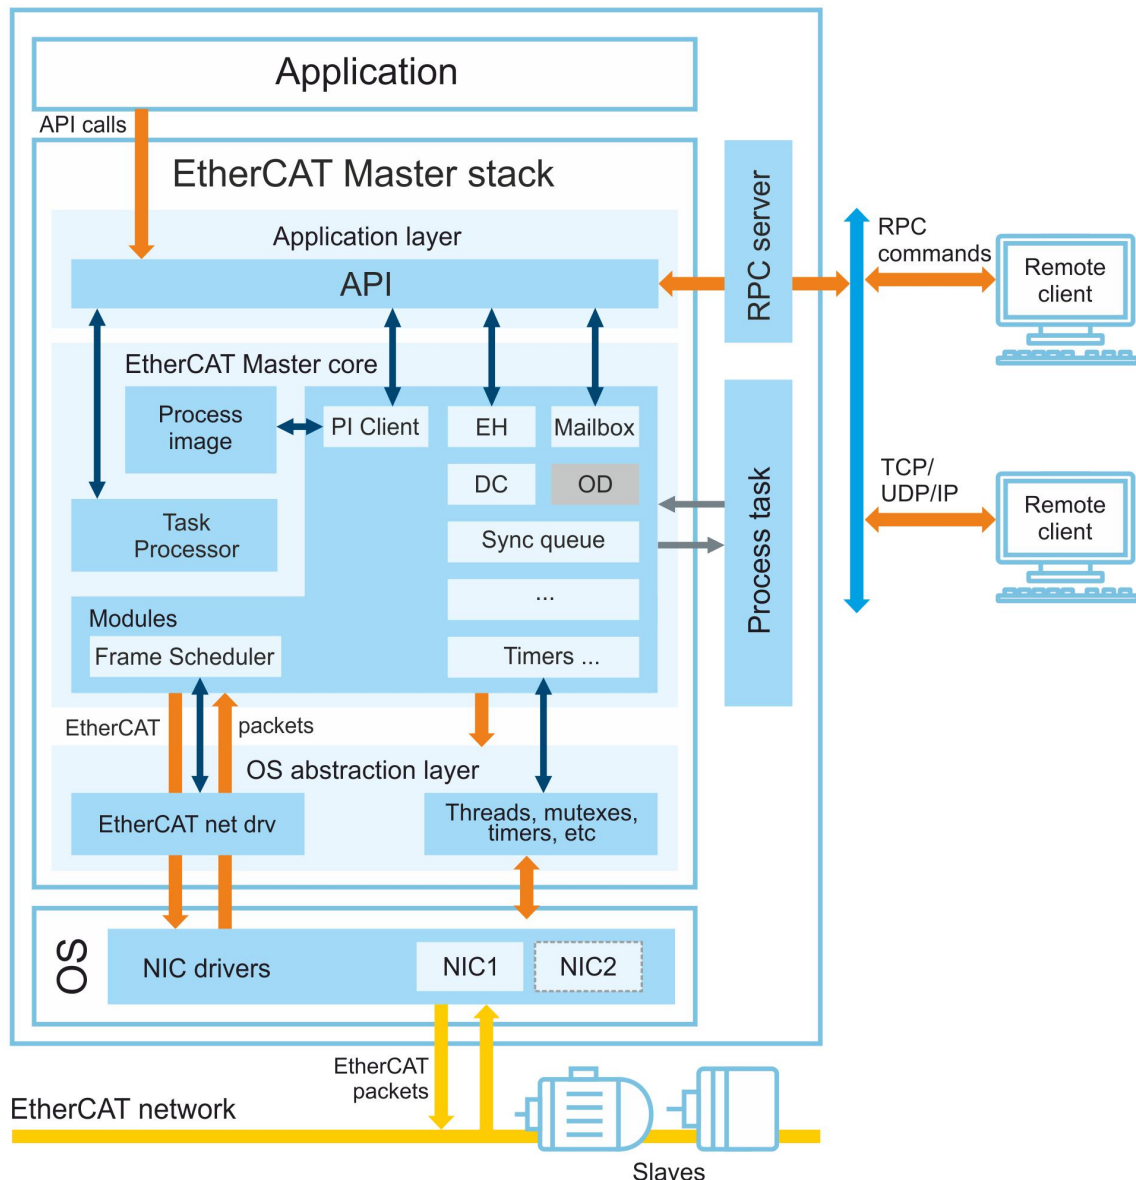 Application
API calls
EtherCAT Master stack
Application layer
API
RPC server
RPC
commands
Remote
client
EtherCAT Master core
Process
image
PI Client
EH
Mailbox
DC
OD
Task
Processor
Sync queue
...
Process task
TCP/
UDP/IP
Remote
client
Modules
Frame Scheduler
Timers ...
EtherCAT
packets
OS abstraction layer
EtherCAT net drv
Threads, mutexes,
timers, etc
OS
NIC drivers
NIC1
NIC2
EtherCAT
packets
EtherCAT network
Slaves